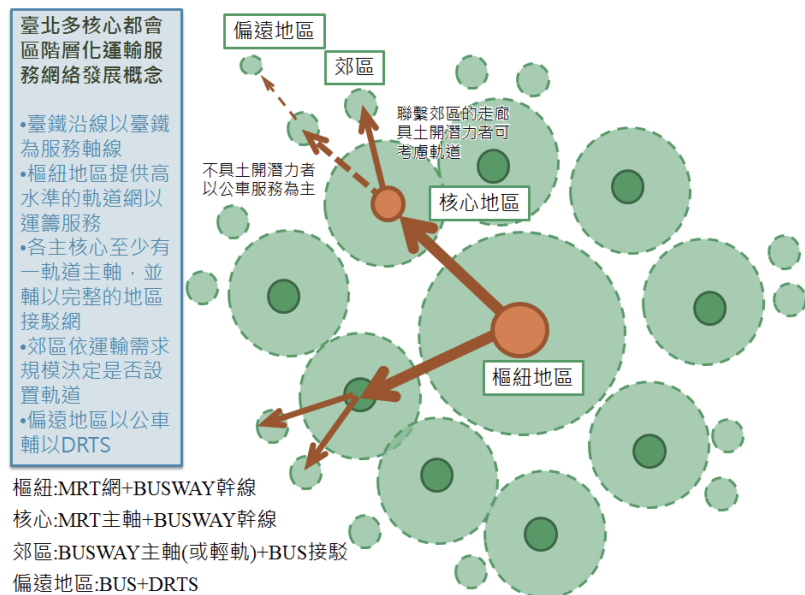 臺北多核心都會
區階層化運輸服
務網絡發展概念
•臺鐵沿線以臺鐵
為服務軸線
•樞紐地區提供高
水準的軌道網以
運籌服務
•各主核心至少有
一軌道主軸，並
輔以完整的地區
接駁網
•郊區依運輸需求
規模決定是否設
置軌道
•偏遠地區以公車
輔以DRTS
偏遠地區
郊區
聯繫郊區的走廊
具土開潛力者可
考慮軌道
不具土開潛力者
以公車服務為主
核心地區
樞紐地區
樞紐:MRT網+BUSWAY幹線
核心:MRT主軸+BUSWAY幹線
郊區:BUSWAY主軸(或輕軌)+BUS接駁
偏遠地區:BUS+DRTS